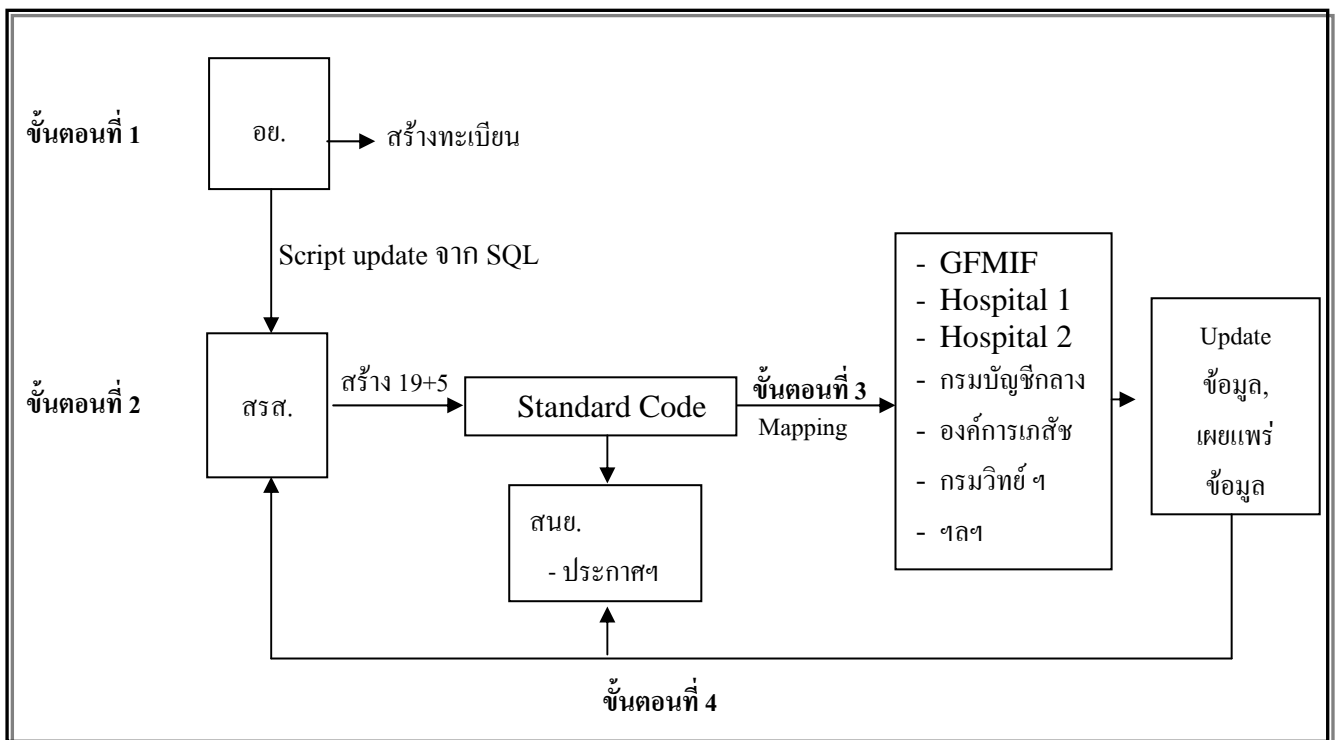 ขั้นตอนที่ 1
อย.
สร้างทะเบียน
Script update จาก SQL
ขั้นตอนที่ 2
สรส.
สร้าง 19+5
Standard Code
ขั้นตอนที่ 3
Mapping
- GFMIF
- Hospital 1
- Hospital 2
- กรมบัญชีกลาง
- องค์การเภสัช
- กรมวิทย์ ฯ
- ฯลฯ
Update
ข้อมูล,
เผยแพร่
ข้อมูล
สนย.
- ประกาศฯ
ขั้นตอนที่ 4